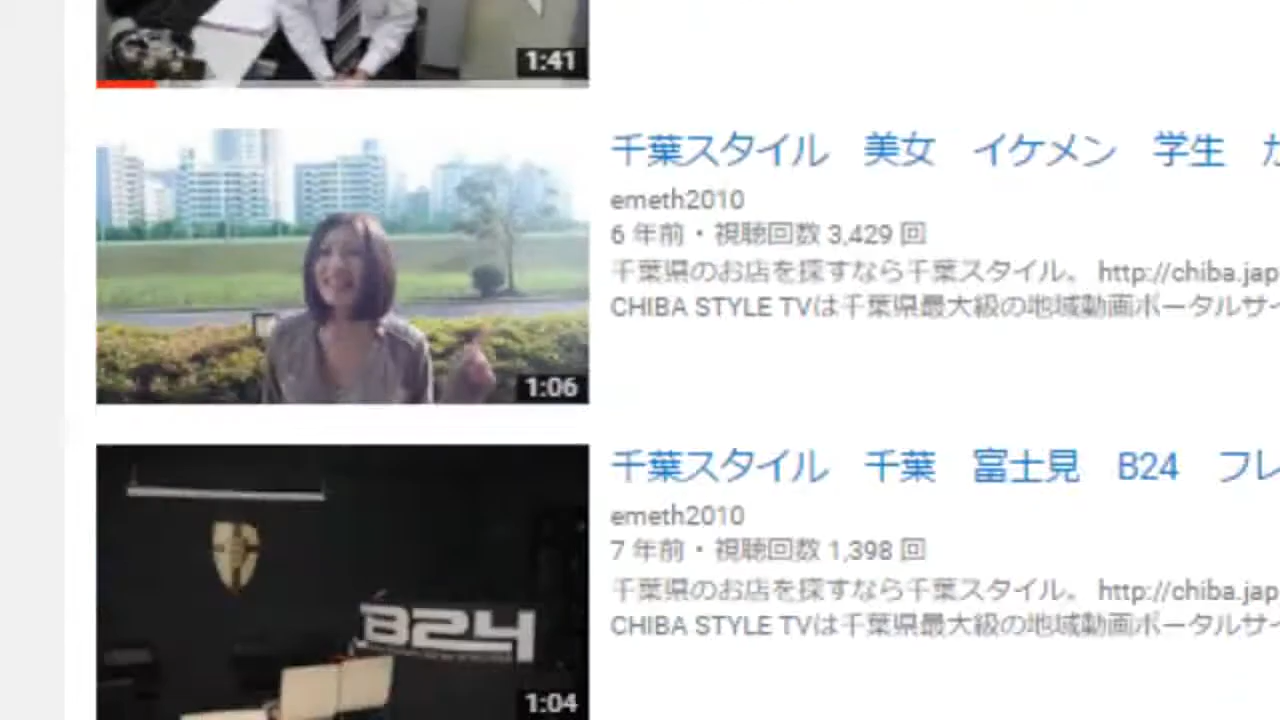 1:41
千葉スタイル　美女　イケメン　学生
emeth2010
6 年前・視聴回数 3,429 回
千葉県のお店を探すなら千葉スタイル。 http://chiba.jap
CHIBA STYLE TVは千葉県最大級の地域動画ポータルサ
1:06
千葉スタイル　千葉　富士見　B24　フレ
emeth2010
7 年前・視聴回数 1,398 回
千葉県のお店を探すなら千葉スタイル。 http://chiba.jap
CHIBA STYLE TVは千葉県最大級の地域動画ポータルサ
B24
1:04